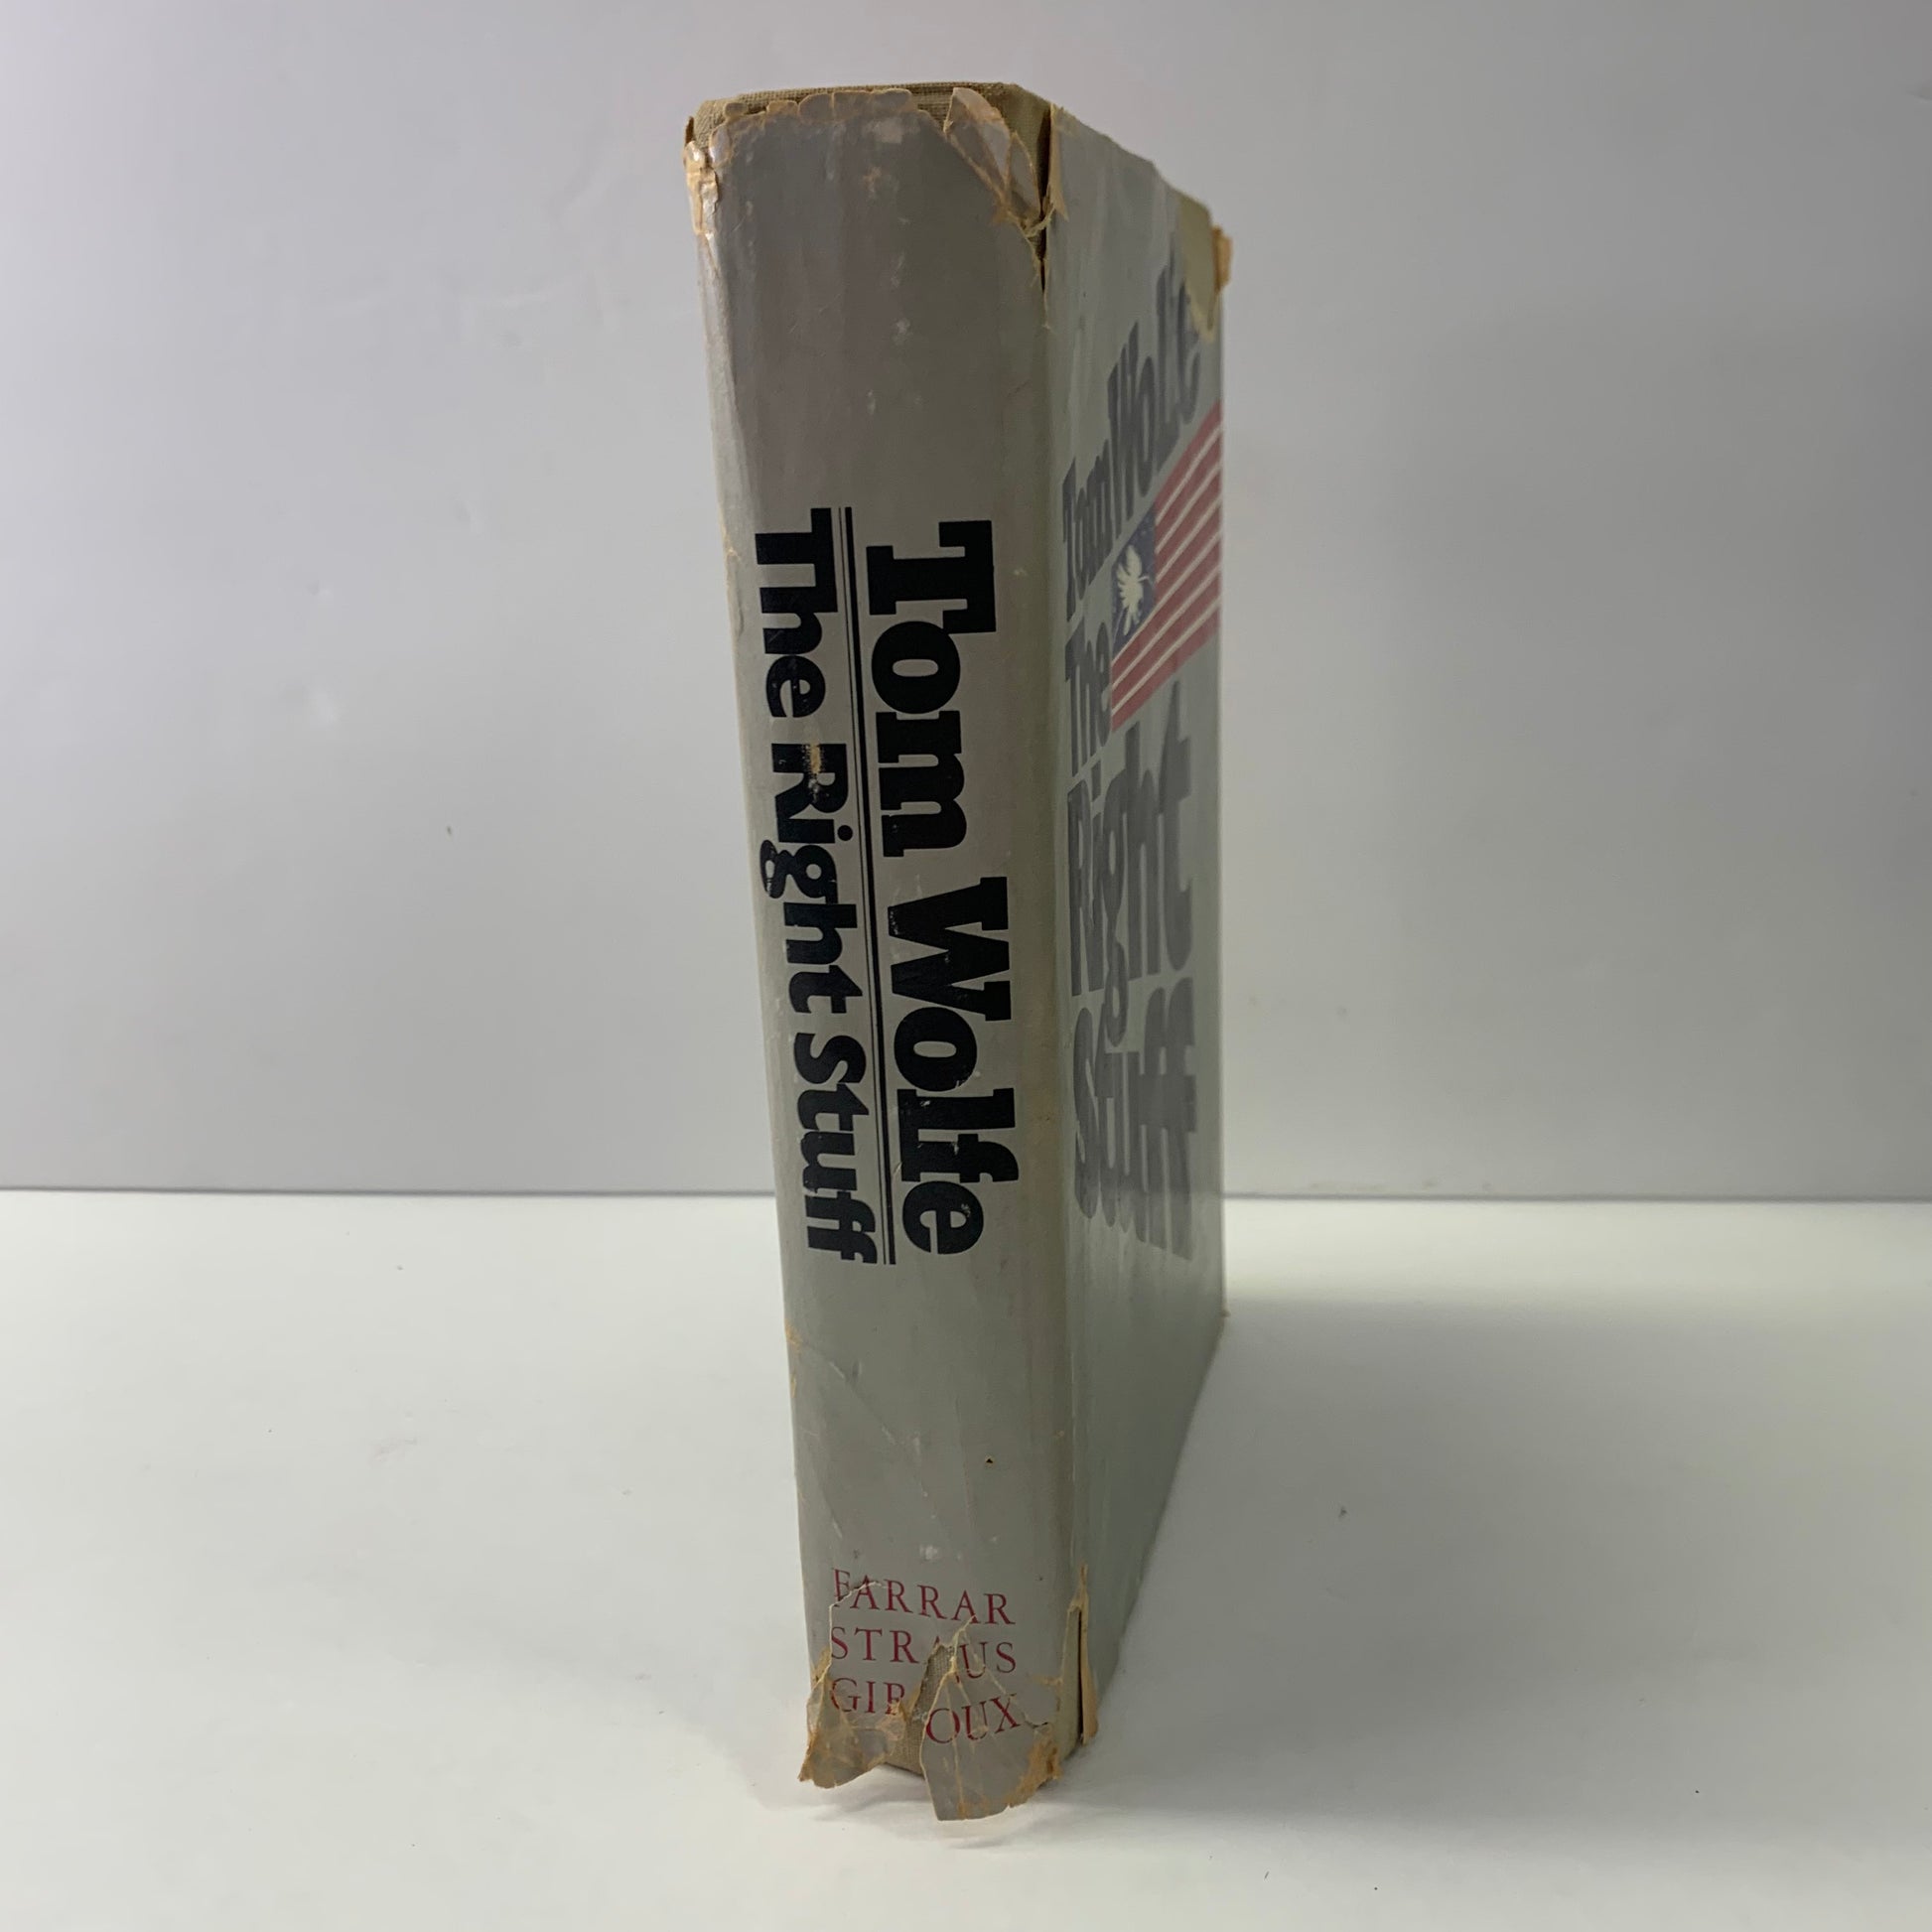 Tom Wolfe
The Right Stuff
FARRAR
STRAUS
GIROUX
Tom Wolfe
The
Right
Stuff